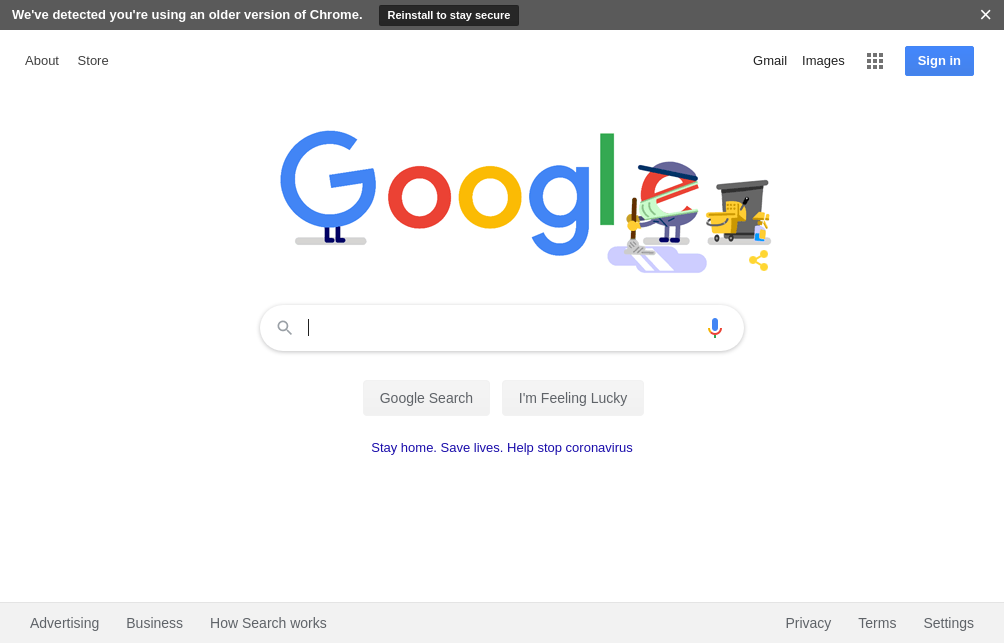 We've detected you're using an older version of Chrome. Reinstall to stay secure
About Store Gmail Images Sign in
Google
Google Search I'm Feeling Lucky
Stay home. Save lives. Help stop coronavirus
Advertising Business How Search works Privacy Terms Settings